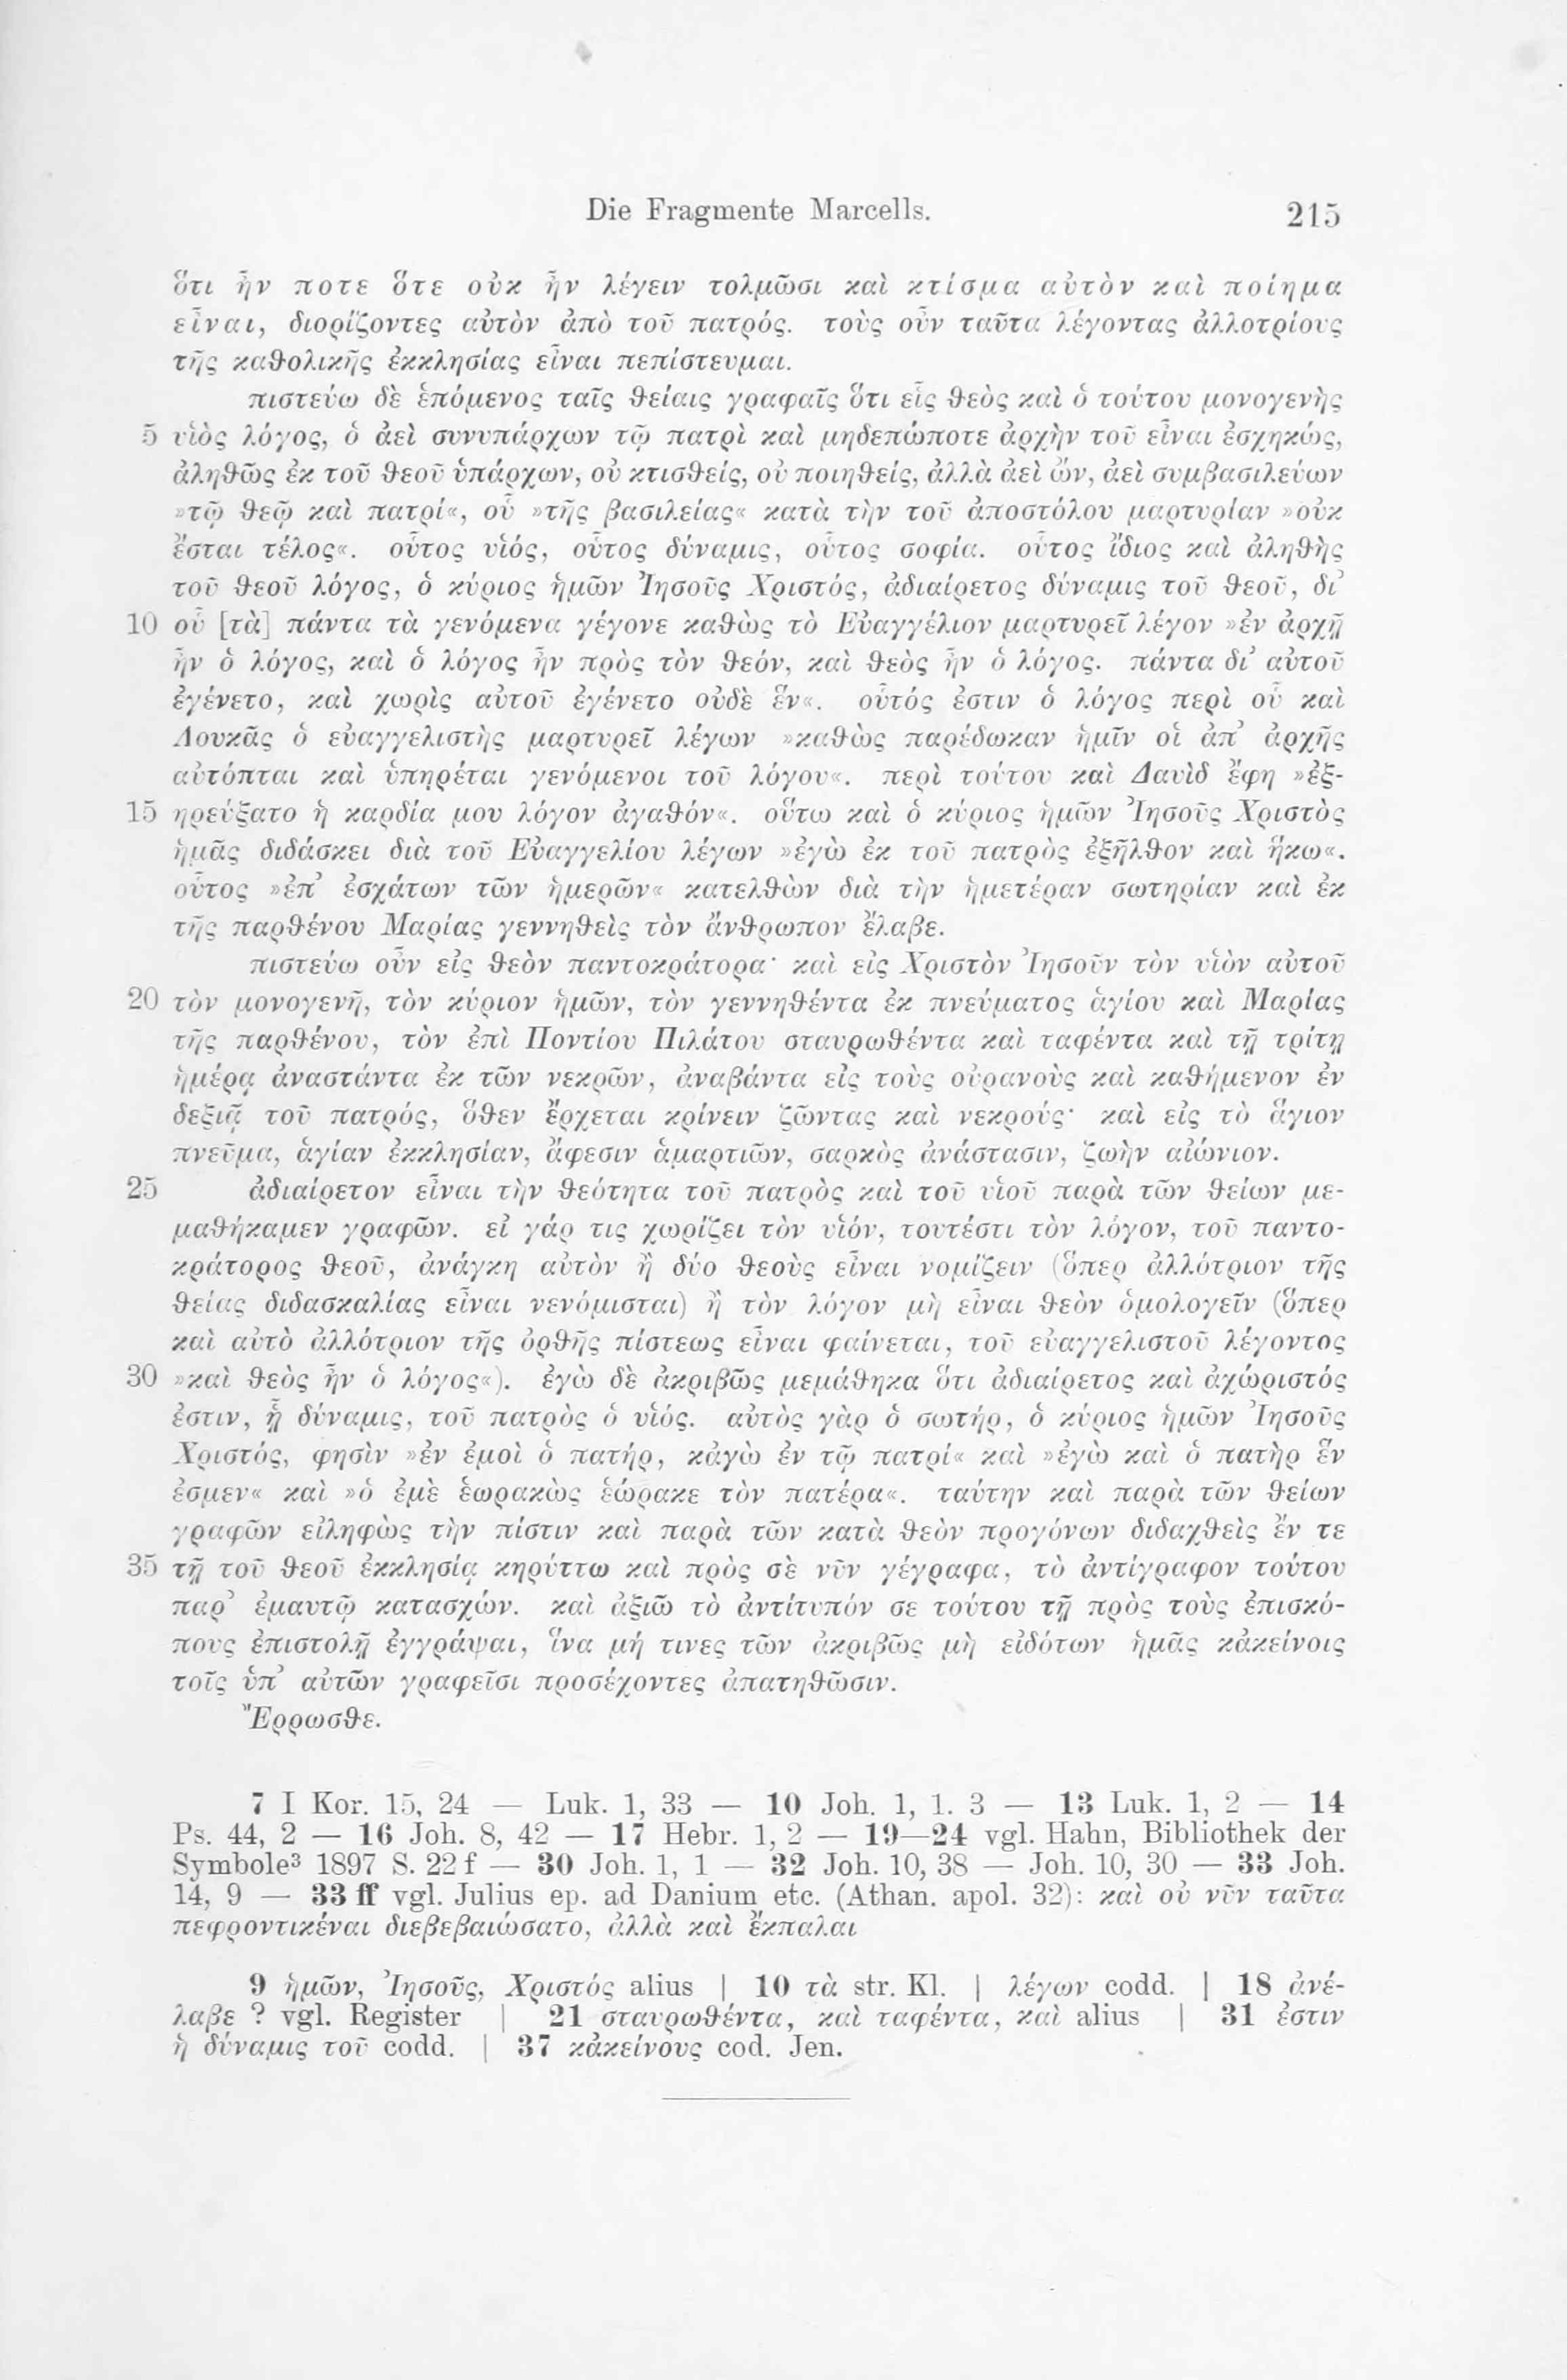 Die Fragmente Marcells. 215
ὅτι ἦν ποτε ὅτε οὐκ ἦν λέγειν τολμῶσι καὶ κτίσμα αὐτὸν καὶ ποίημα
εἶναι, διορίζοντες αὐτὸν ἀπὸ τοῦ πατρός. τοὺς οὖν ταῦτα λέγοντας ἀλλοτρίους
τῆς καθολικῆς ἐκκλησίας εἶναι πεπίστευμαι.
πιστεύω δὲ ἑπόμενος ταῖς θείαις γραφαῖς ὅτι εἷς θεὸς καὶ ὁ τούτου μονογενὴς
5 υἱὸς λόγος, ὁ ἀεὶ συνυπάρχων τῷ πατρὶ καὶ μηδεπώποτε ἀρχὴν τοῦ εἶναι ἐσχηκώς,
ἀληθῶς ἐκ τοῦ θεοῦ ὑπάρχων, οὐ κτισθείς, οὐ ποιηθείς, ἀλλὰ ἀεὶ ὤν, ἀεὶ συμβασιλεύων
»τῷ θεῷ καὶ πατρί«, οὗ »τῆς βασιλείας« κατὰ τὴν τοῦ ἀποστόλου μαρτυρίαν »οὐκ
ἔσται τέλος«. οὗτος υἱός, οὗτος δύναμις, οὗτος σοφία. οὗτος ἴδιος καὶ ἀληθὴς
τοῦ θεοῦ λόγος, ὁ κύριος ἡμῶν Ἰησοῦς Χριστός, ἀδιαίρετος δύναμις τοῦ θεοῦ, δι’
10 οὗ [τὰ] πάντα τὰ γενόμενα γέγονε καθὼς τὸ Εὐαγγέλιον μαρτυρεῖ λέγον »ἐν ἀρχῇ
ἦν ὁ λόγος, καὶ ὁ λόγος ἦν πρὸς τὸν θεόν, καὶ θεὸς ἦν ὁ λόγος. πάντα δι’ αὐτοῦ
ἐγένετο, καὶ χωρὶς αὐτοῦ ἐγένετο οὐδὲ ἕν«. οὗτός ἐστιν ὁ λόγος περὶ οὗ καὶ
Λουκᾶς ὁ εὐαγγελιστὴς μαρτυρεῖ λέγων »καθὼς παρέδωκαν ἡμῖν οἱ ἀπ’ ἀρχῆς
αὐτόπται καὶ ὑπηρέται γενόμενοι τοῦ λόγου«. περὶ τούτου καὶ Δαυὶδ ἔφη »ἐξ-
15 ηρεύξατο ἡ καρδία μου λόγον ἀγαθόν«. οὕτω καὶ ὁ κύριος ἡμῶν Ἰησοῦς Χριστὸς
ἡμᾶς διδάσκει διὰ τοῦ Εὐαγγελίου λέγων »ἐγὼ ἐκ τοῦ πατρὸς ἐξῆλθον καὶ ἥκω«.
οὗτος »ἐπ’ ἐσχάτων τῶν ἡμερῶν« κατελθὼν διὰ τὴν ἡμετέραν σωτηρίαν καὶ ἐκ
τῆς παρθένου Μαρίας γεννηθεὶς τὸν ἄνθρωπον ἔλαβε.
πιστεύω οὖν εἰς θεὸν παντοκράτορα· καὶ εἰς Χριστὸν Ἰησοῦν τὸν υἱὸν αὐτοῦ
20 τὸν μονογενῆ, τὸν κύριον ἡμῶν, τὸν γεννηθέντα ἐκ πνεύματος ἁγίου καὶ Μαρίας
τῆς παρθένου, τὸν ἐπὶ Ποντίου Πιλάτου σταυρωθέντα καὶ ταφέντα καὶ τῇ τρίτῃ
ἡμέρᾳ ἀναστάντα ἐκ τῶν νεκρῶν, ἀναβάντα εἰς τοὺς οὐρανοὺς καὶ καθήμενον ἐν
δεξιᾷ τοῦ πατρός, ὅθεν ἔρχεται κρίνειν ζῶντας καὶ νεκρούς· καὶ εἰς τὸ ἅγιον
πνεῦμα, ἁγίαν ἐκκλησίαν, ἄφεσιν ἁμαρτιῶν, σαρκὸς ἀνάστασιν, ζωὴν αἰώνιον.
25 ἀδιαίρετον εἶναι τὴν θεότητα τοῦ πατρὸς καὶ τοῦ υἱοῦ παρὰ τῶν θείων με-
μαθήκαμεν γραφῶν. εἰ γάρ τις χωρίζει τὸν υἱόν, τουτέστι τὸν λόγον, τοῦ παντο-
κράτορος θεοῦ, ἀνάγκη αὐτὸν ἢ δύο θεοὺς εἶναι νομίζειν (ὅπερ ἀλλότριον τῆς
θείας διδασκαλίας εἶναι νενόμισται) ἢ τὸν λόγον μὴ εἶναι θεὸν ὁμολογεῖν (ὅπερ
καὶ αὐτὸ ἀλλότριον τῆς ὀρθῆς πίστεως εἶναι φαίνεται, τοῦ εὐαγγελιστοῦ λέγοντος
30 »καὶ θεὸς ἦν ὁ λόγος«). ἐγὼ δὲ ἀκριβῶς μεμάθηκα ὅτι ἀδιαίρετος καὶ ἀχώριστός
ἐστιν, ᾗ δύναμις, τοῦ πατρὸς ὁ υἱός. αὐτὸς γὰρ ὁ σωτήρ, ὁ κύριος ἡμῶν Ἰησοῦς
Χριστός, φησὶν »ἐν ἐμοὶ ὁ πατήρ, κἀγὼ ἐν τῷ πατρί« καὶ »ἐγὼ καὶ ὁ πατὴρ ἕν
ἐσμεν« καὶ »ὁ ἐμὲ ἑωρακὼς ἑώρακε τὸν πατέρα«. ταύτην καὶ παρὰ τῶν θείων
γραφῶν εἰληφὼς τὴν πίστιν καὶ παρὰ τῶν κατὰ θεὸν προγόνων διδαχθεὶς ἔν τε
35 τῇ τοῦ θεοῦ ἐκκλησίᾳ κηρύττω καὶ πρὸς σὲ νῦν γέγραφα, τὸ ἀντίγραφον τούτου
παρ’ ἐμαυτῷ κατασχών. καὶ ἀξιῶ τὸ ἀντίτυπόν σε τούτου τῇ πρὸς τοὺς ἐπισκό-
πους ἐπιστολῇ ἐγγράψαι, ἵνα μή τινες τῶν ἀκριβῶς μὴ εἰδότων ἡμᾶς κἀκείνοις
τοῖς ὑπ’ αὐτῶν γραφεῖσι προσέχοντες ἀπατηθῶσιν.
Ἔρρωσθε.
7 I Kor. 15, 24 — Luk. 1, 33 — 10 Joh. 1, 1. 3 — 13 Luk. 1, 2 — 14
Ps. 44, 2 — 16 Joh. 8, 42 — 17 Hebr. 1, 2 — 19—24 vgl. Hahn, Bibliothek der
Symbole³ 1897 S. 22 f — 30 Joh. 1, 1 — 32 Joh. 10, 38 — Joh. 10, 30 — 33 Joh.
14, 9 — 33 ff vgl. Julius ep. ad Danium etc. (Athan. apol. 32): καὶ οὐ νῦν ταῦτα
πεφροντικέναι διεβεβαιώσατο, ἀλλὰ καὶ ἔκπαλαι
9 ἡμῶν, Ἰησοῦς, Χριστός alius | 10 τὰ str. Kl. | λέγων codd. | 18 ἀνέ-
λαβε ? vgl. Register | 21 σταυρωθέντα, καὶ ταφέντα, καὶ alius | 31 ἐστιν
ἡ δύναμις τοῦ codd. | 37 κἀκείνους cod. Jen.